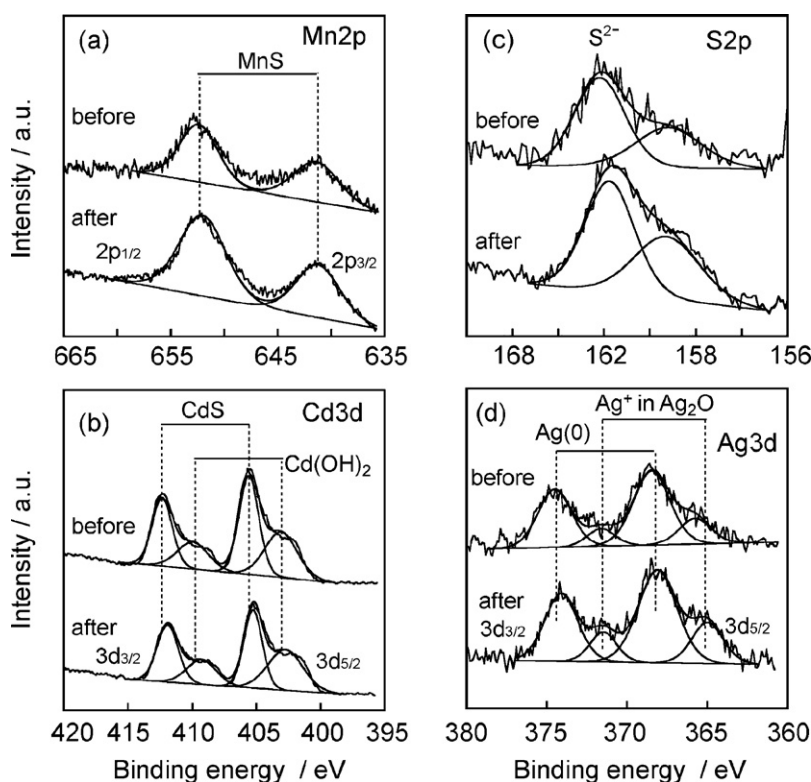 (a) Mn2p
MnS
before
after
2p1/2
2p3/2
665 655 645 635
(c) S2p
S²⁻
before
after
168 162 158 156
(b) Cd3d
CdS
Cd(OH)₂
before
after
3d3/2
3d5/2
420 415 410 405 400 395
Binding energy / eV
(d) Ag3d
Ag⁺ in Ag₂O
Ag(0)
before
after
3d3/2
3d5/2
380 375 370 365 360
Binding energy / eV
Intensity / a.u.
Intensity / a.u.